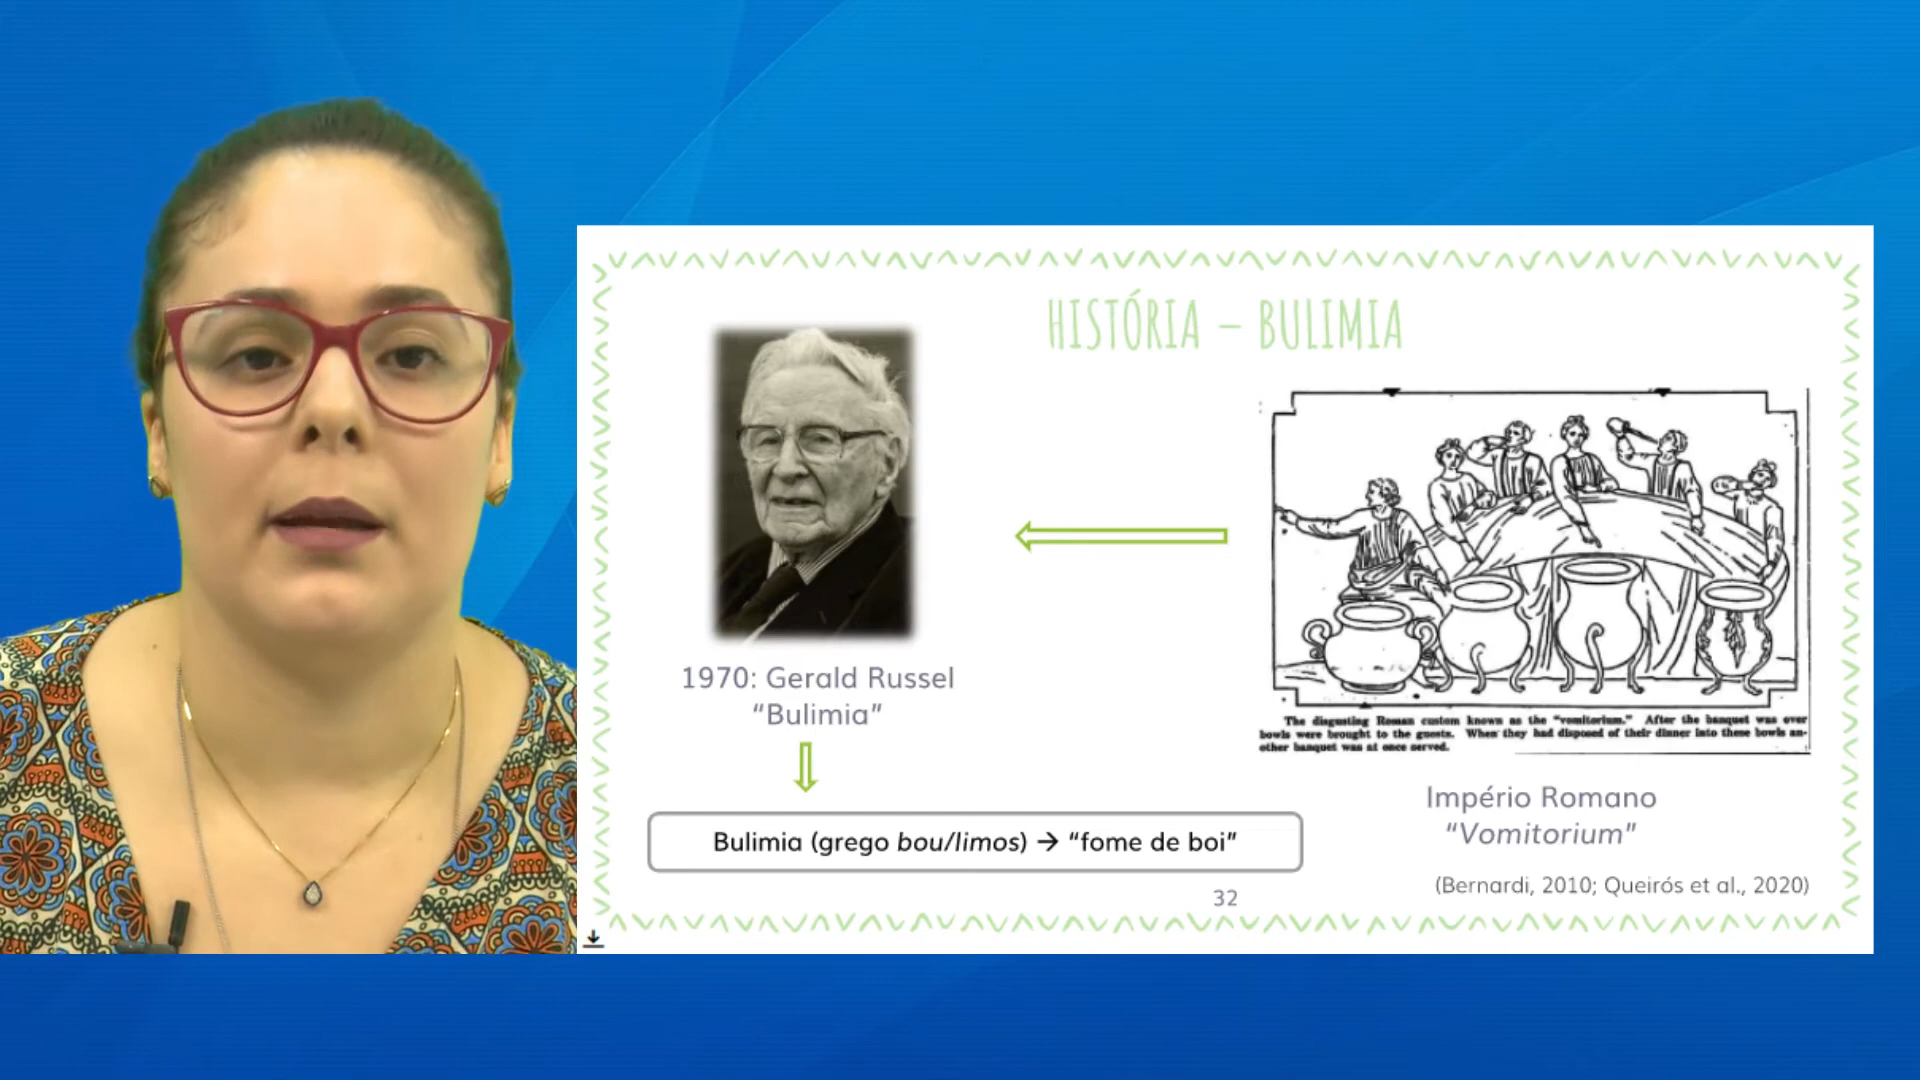 HISTÓRIA – BULIMIA
1970: Gerald Russel
“Bulimia”
Bulimia (grego bou/limos) → “fome de boi”
The disgusting Roman custom known as the "vomitorium." After the banquet was over
bowls were brought to the guests. When they had disposed of their dinner into these bowls an-
other banquet was at once served.
Império Romano
“Vomitorium”
(Bernardi, 2010; Queirós et al., 2020)
32